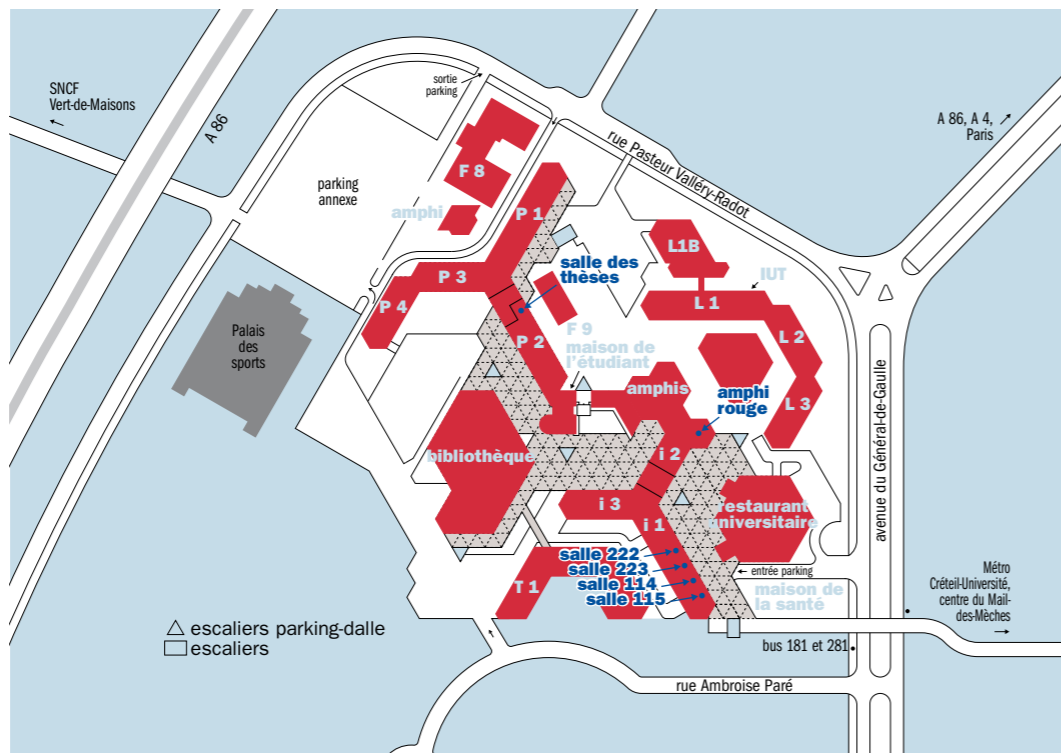 SNCF
Vert-de-Maisons
A 86
sortie
parking
rue Pasteur Valléry-Radot
A 86, A 4,
Paris
F 8
parking
annexe
amphi
P 1
L1B
salle des
thèses
IUT
P 3
L 1
P 4
L 2
Palais
des
sports
P 2
F 9
maison de
l'étudiant
amphis
amphi
rouge
L 3
bibliothèque
i 2
avenue du Général-de-Gaulle
i 3
i 1
restaurant
universitaire
salle 222
salle 223
salle 114
salle 115
entrée parking
T 1
maison de
la santé
Métro
Créteil-Université,
centre du Mail-
des-Mèches
escaliers parking-dalle
escaliers
bus 181 et 281
rue Ambroise Paré